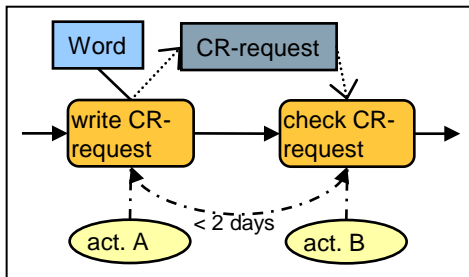 Word
CR-request
write CR-
request
check CR-
request
< 2 days
act. A
act. B